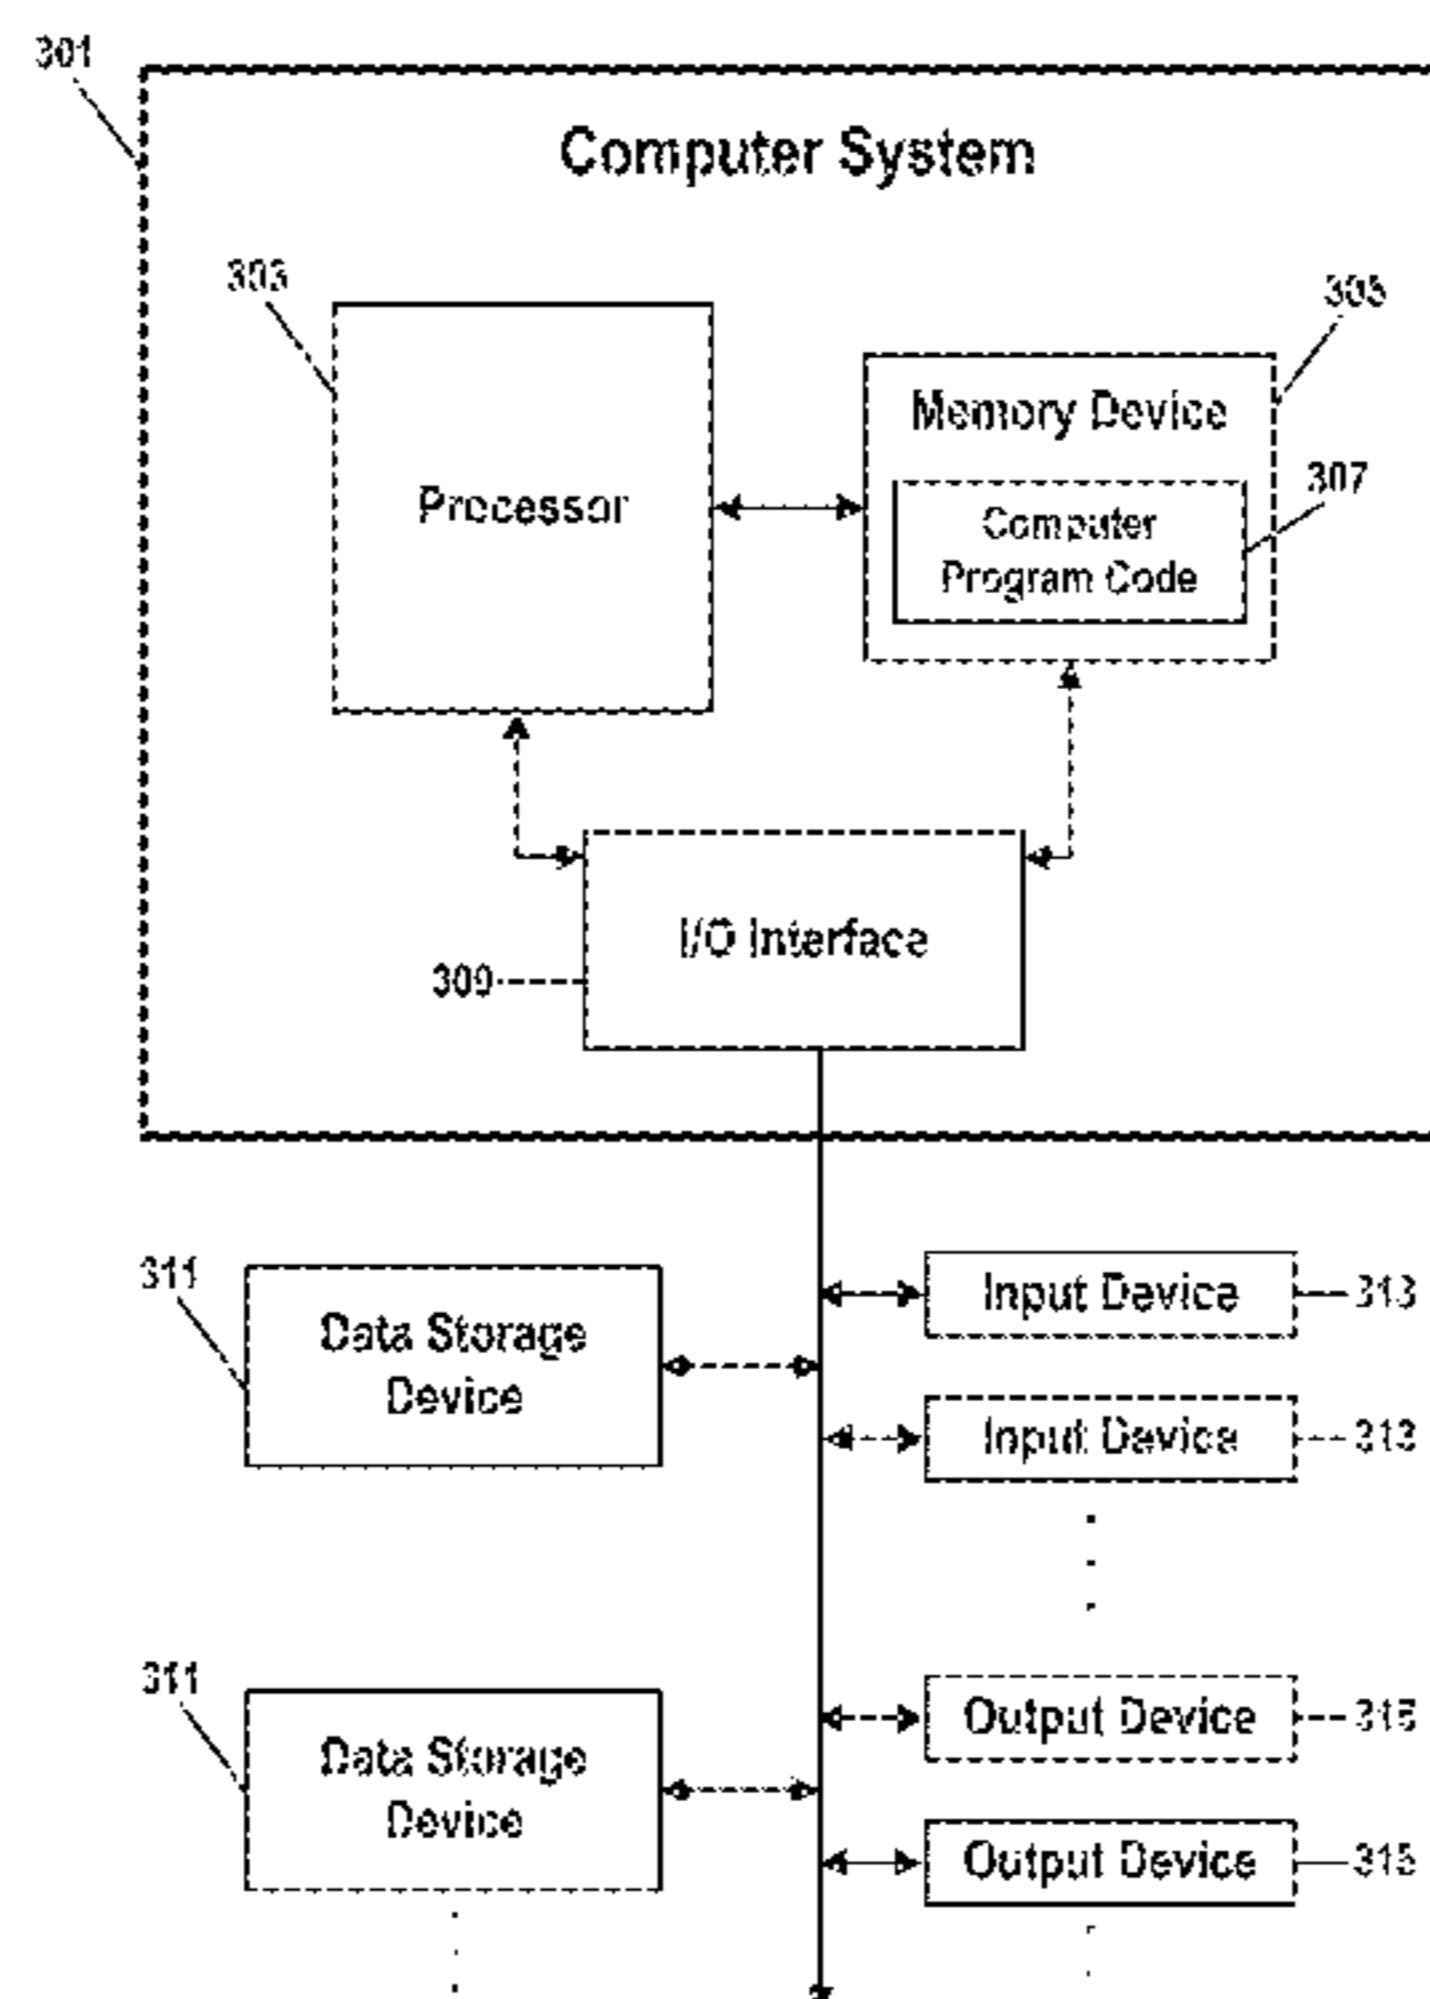 301
Computer System
303
305
Memory Device
307
Processor
Computer
Program Code
I/O Interface
309
311
Data Storage
Device
Input Device
313
Input Device
313
311
Data Storage
Device
Output Device
315
Output Device
315